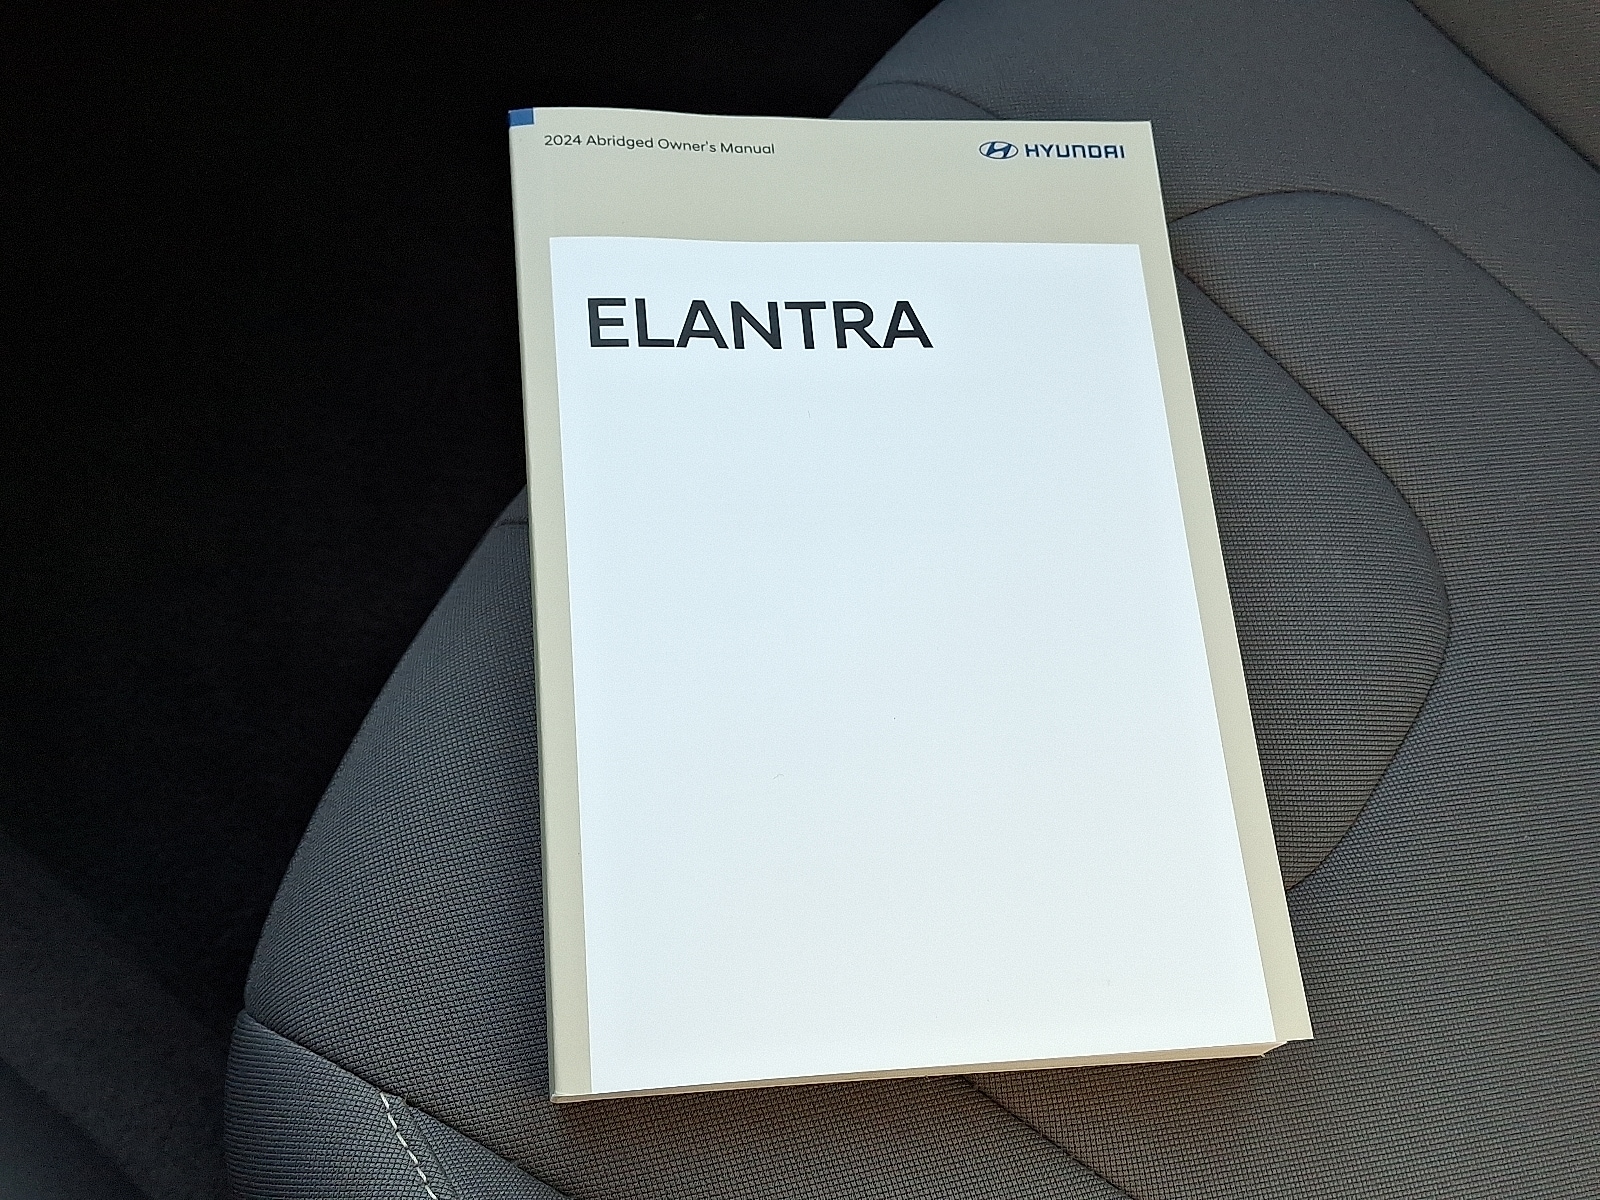 2024 Abridged Owner's Manual
HYUNDAI
ELANTRA